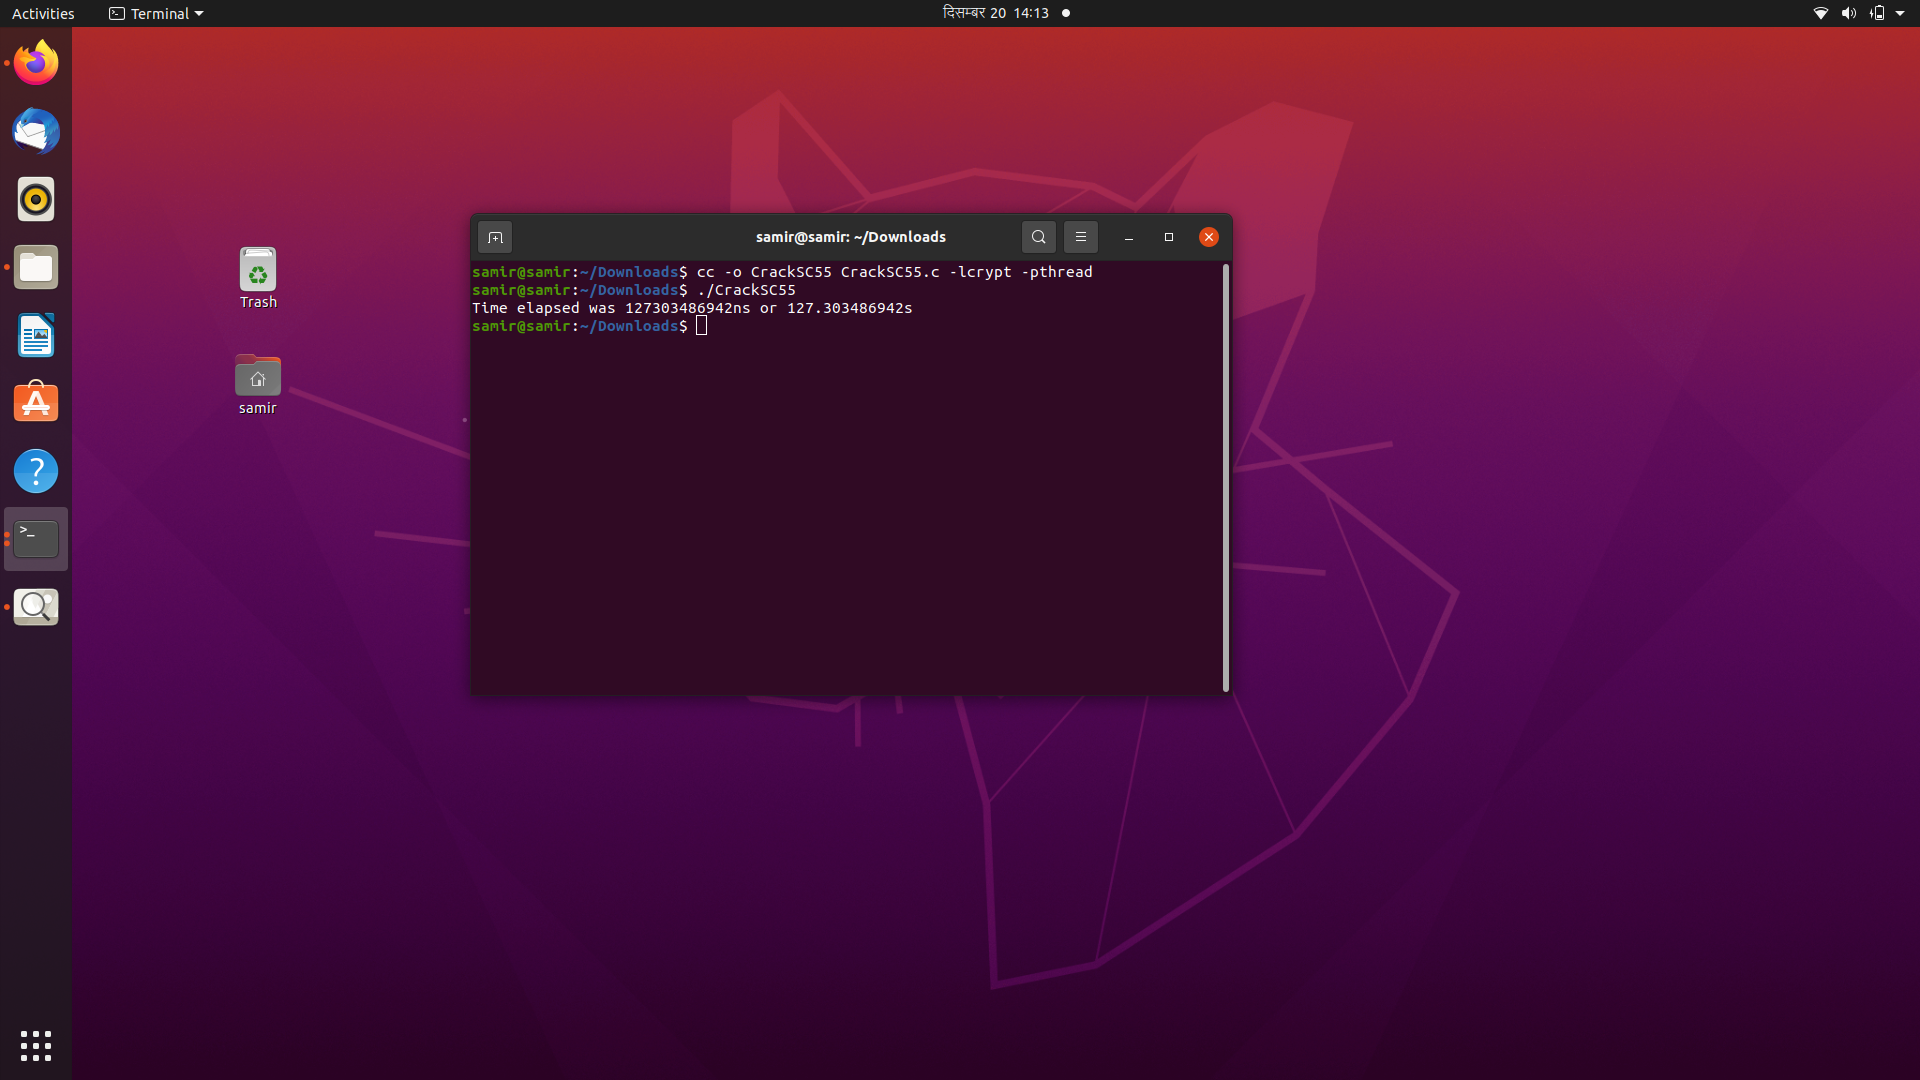 Activities
Terminal
दिसम्बर 20 14:13
samir@samir: ~/Downloads
samir@samir:~/Downloads$ cc -o CrackSC55 CrackSC55.c -lcrypt -pthread
samir@samir:~/Downloads$ ./CrackSC55
Time elapsed was 127303486942ns or 127.303486942s
samir@samir:~/Downloads$
Trash
samir